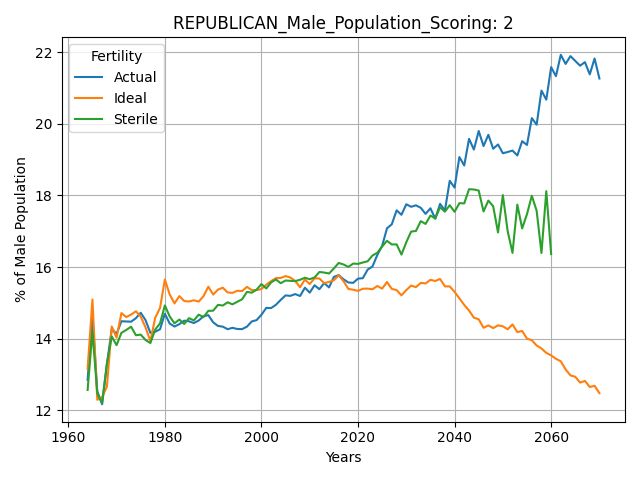 REPUBLICAN_Male_Population_Scoring: 2
Fertility
Actual
Ideal
Sterile
% of Male Population
22
20
18
16
14
12
1960 1980 2000 2020 2040 2060
Years